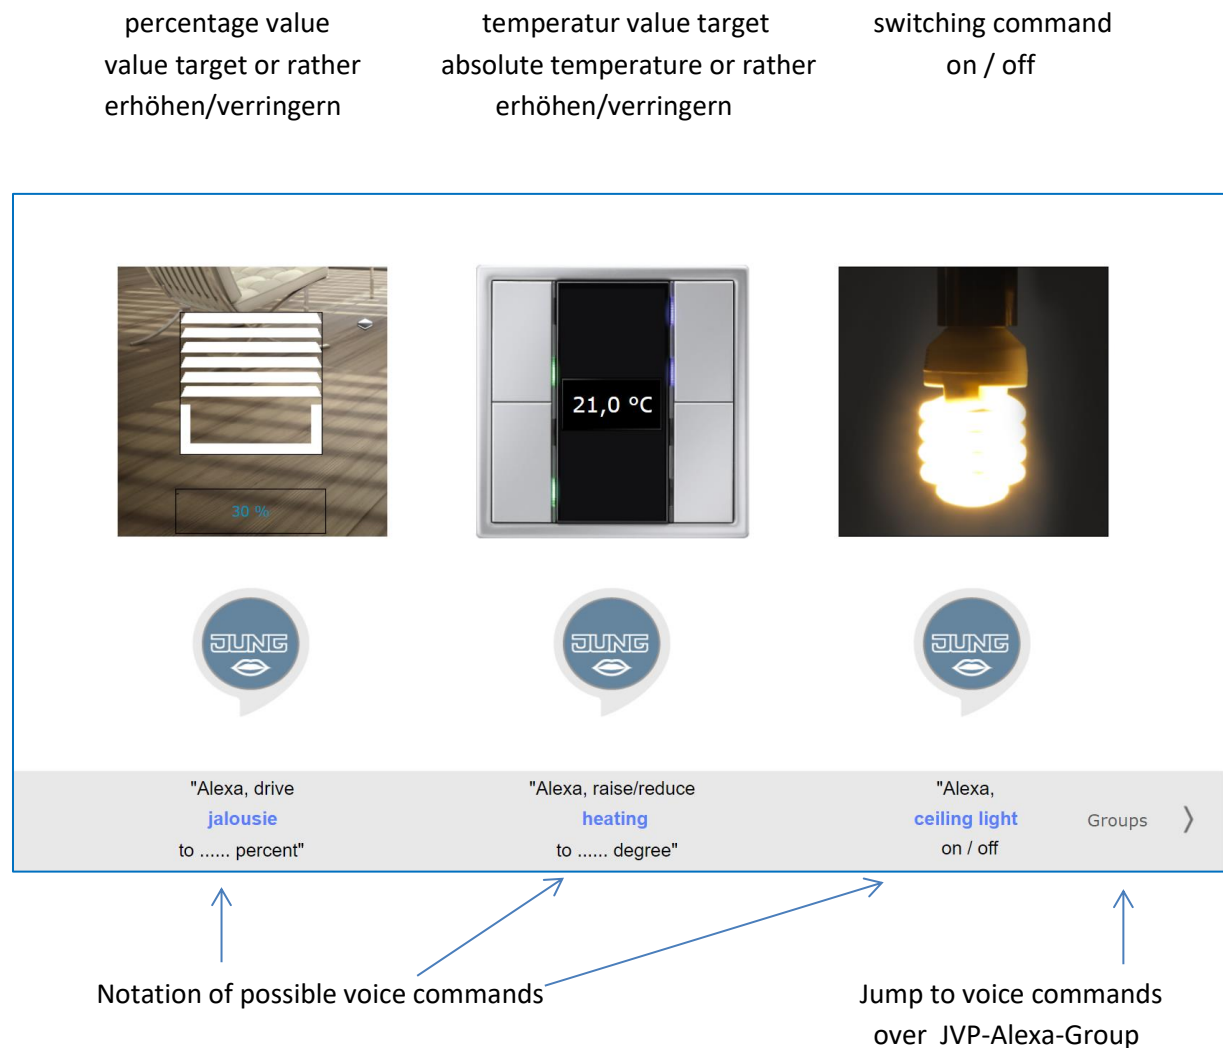 percentage value
value target or rather
erhöhen/verringern
temperatur value target
absolute temperature or rather
erhöhen/verringern
switching command
on / off
30 %
21,0 °C
JUNG
JUNG
JUNG
"Alexa, drive
jalousie
to ...... percent"
"Alexa, raise/reduce
heating
to ...... degree"
"Alexa,
ceiling light
on / off
Groups
Notation of possible voice commands
Jump to voice commands
over JVP-Alexa-Group